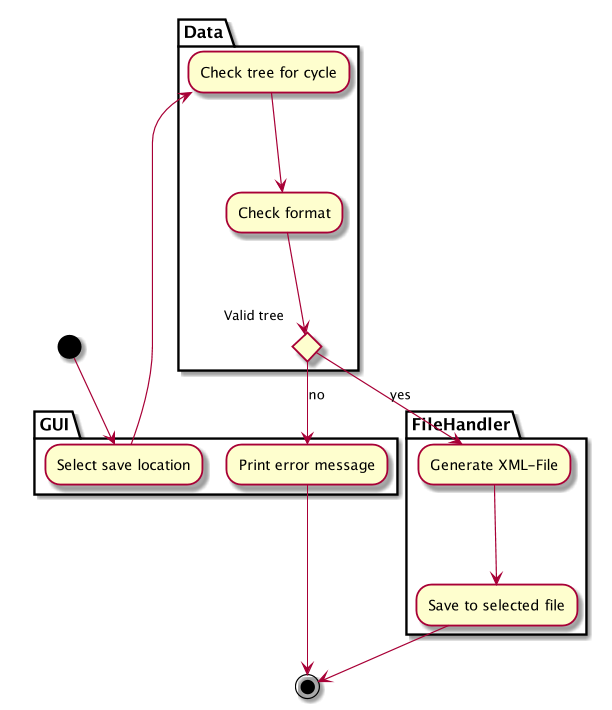 Data
Check tree for cycle
Check format
Valid tree
no
yes
GUI
FileHandler
Select save location
Print error message
Generate XML-File
Save to selected file